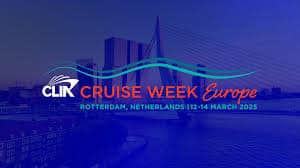 CLIA CRUISE WEEK Europe
ROTTERDAM, NETHERLANDS | 12-14 MARCH 2025